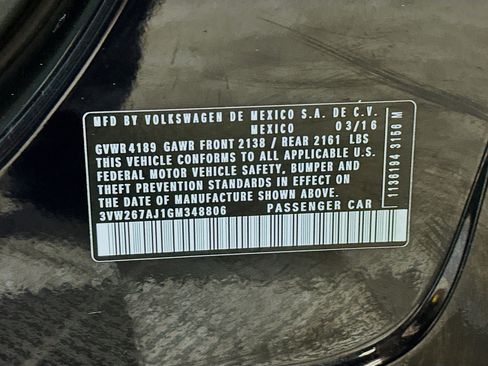 MFD BY VOLKSWAGEN DE MEXICO S.A. DE C.V.
MEXICO 03/16
GVWR 4189 GAWR FRONT 2138 / REAR 2161 LBS
THIS VEHICLE CONFORMS TO ALL APPLICABLE U.S.
FEDERAL MOTOR VEHICLE SAFETY, BUMPER AND
THEFT PREVENTION STANDARDS IN EFFECT ON
THE DATE OF MANUFACTURE SHOWN ABOVE.
3VW267AJ1GM348806 PASSENGER CAR